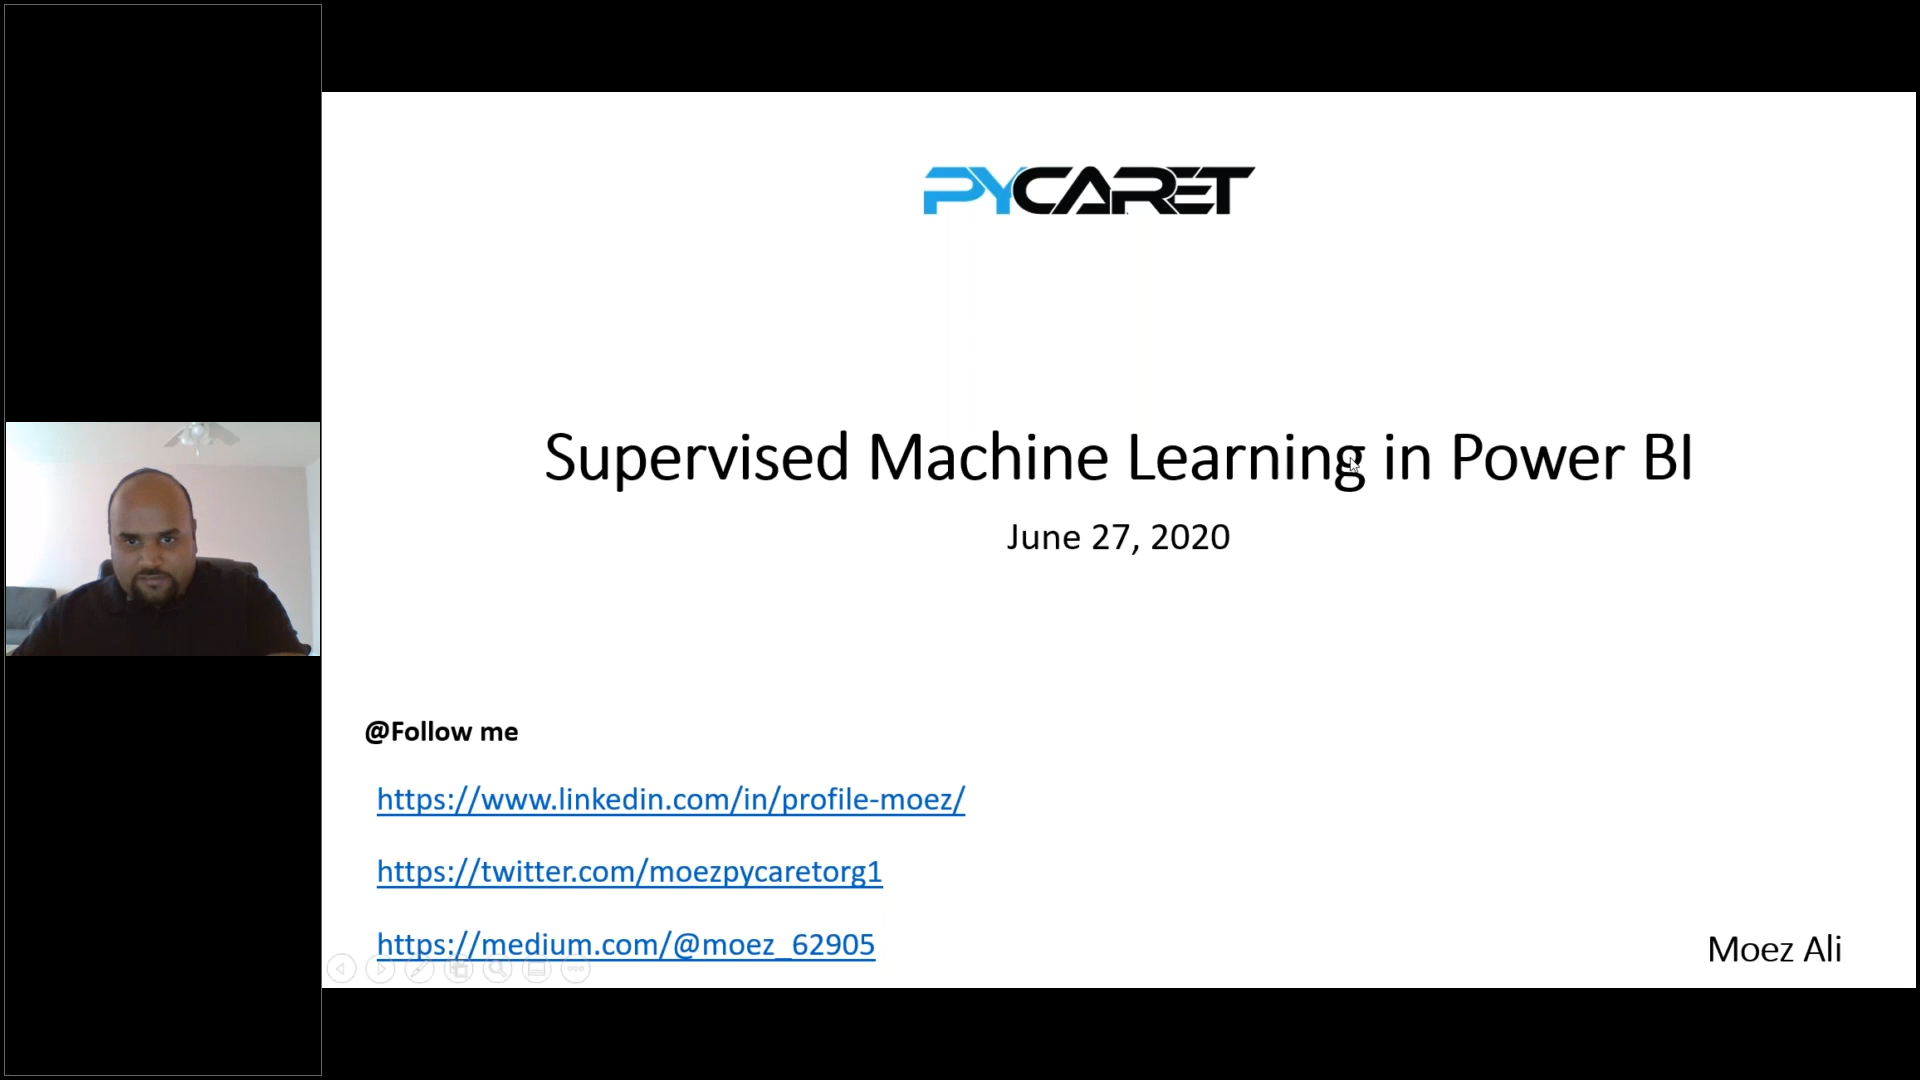 PYCARET
Supervised Machine Learning in Power BI
June 27, 2020
@Follow me
https://www.linkedin.com/in/profile-moez/
https://twitter.com/moezpycaretorg1
https://medium.com/@moez_62905
Moez Ali